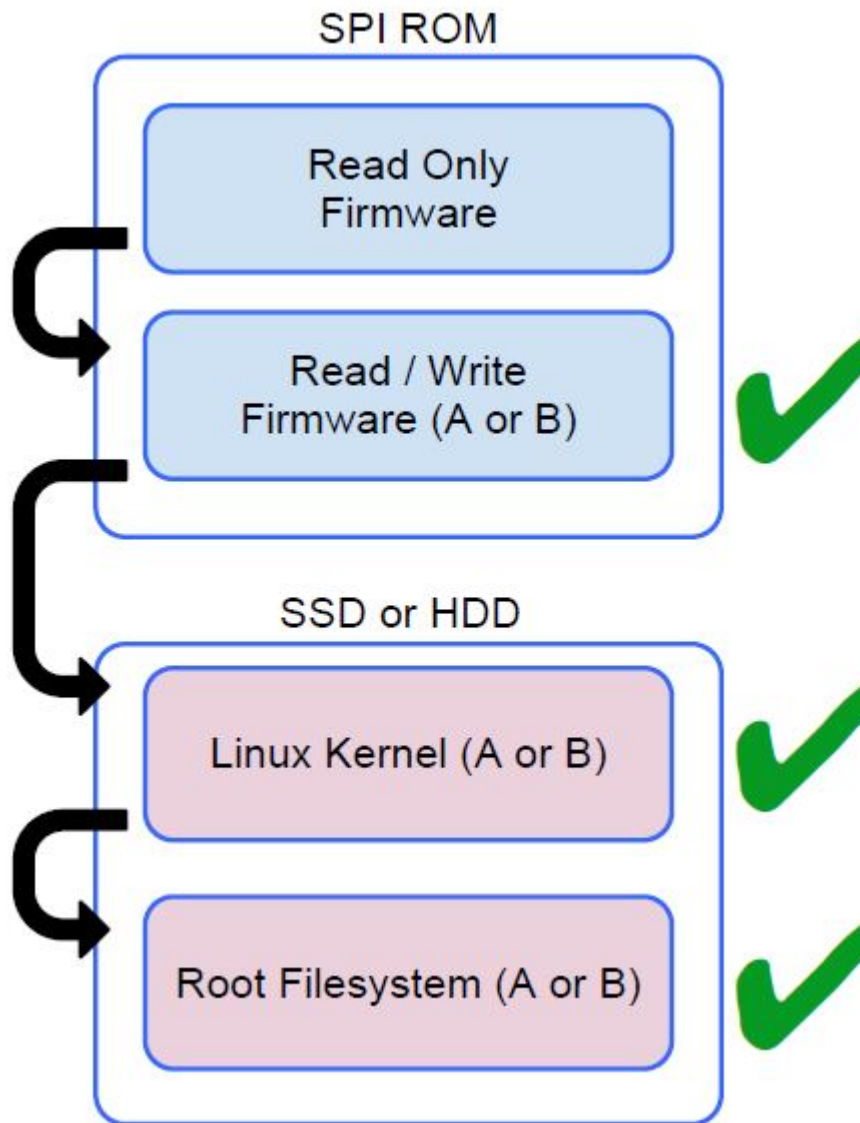 SPI ROM
Read Only
Firmware
Read / Write
Firmware (A or B)
SSD or HDD
Linux Kernel (A or B)
Root Filesystem (A or B)